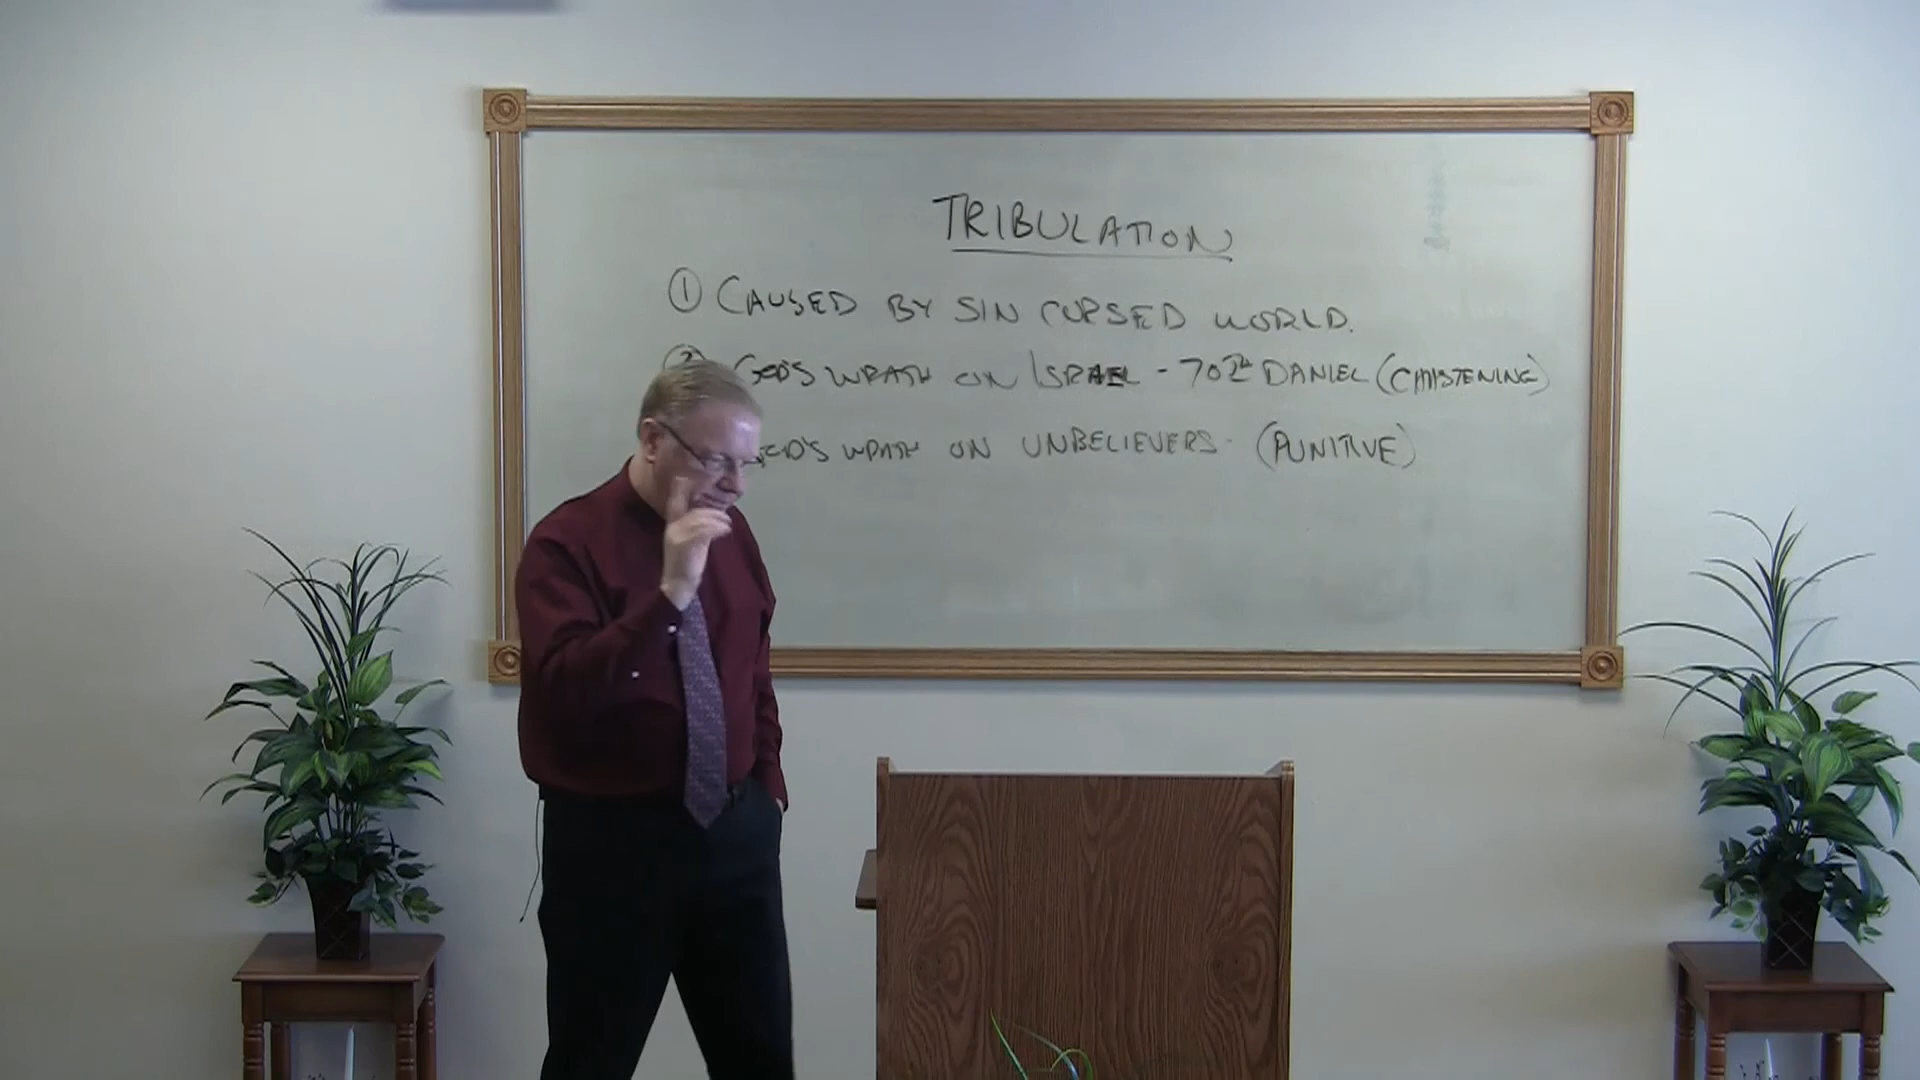 TRIBULATION
① CAUSED BY SIN CURSED WORLD.
② GOD'S WRATH ON ISRAEL - 70TH DANIEL (CHASTENING)
GOD'S WRATH ON UNBELIEVERS - (PUNITIVE)